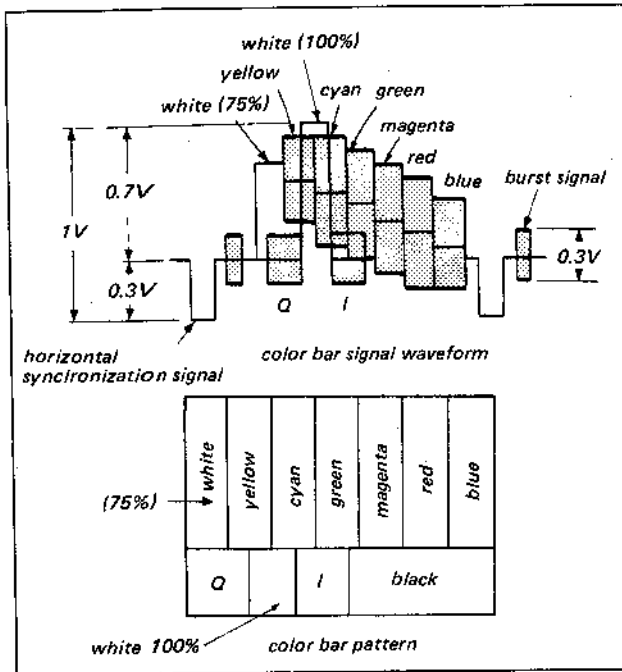 white (100%)
yellow
cyan green
white (75%)
magenta
red
blue
burst signal
0.7V
1V
0.3V
0.3V
Q
I
horizontal
synclronization signal
color bar signal waveform
white
yellow
cyan
green
magenta
red
blue
(75%)
Q
I
black
white 100%
color bar pattern